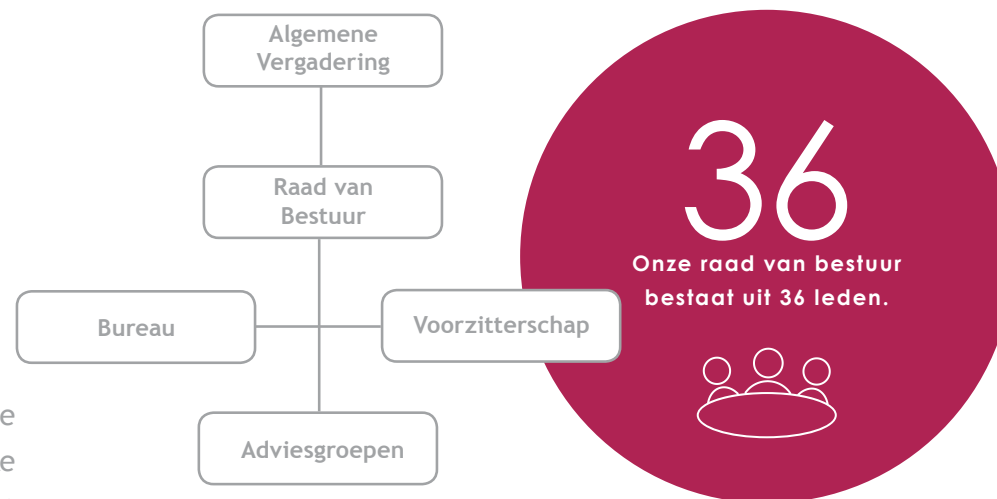 Algemene
Vergadering
Raad van
Bestuur
Bureau
Voorzitterschap
Adviesgroepen
e
e
36
Onze raad van bestuur
bestaat uit 36 leden.